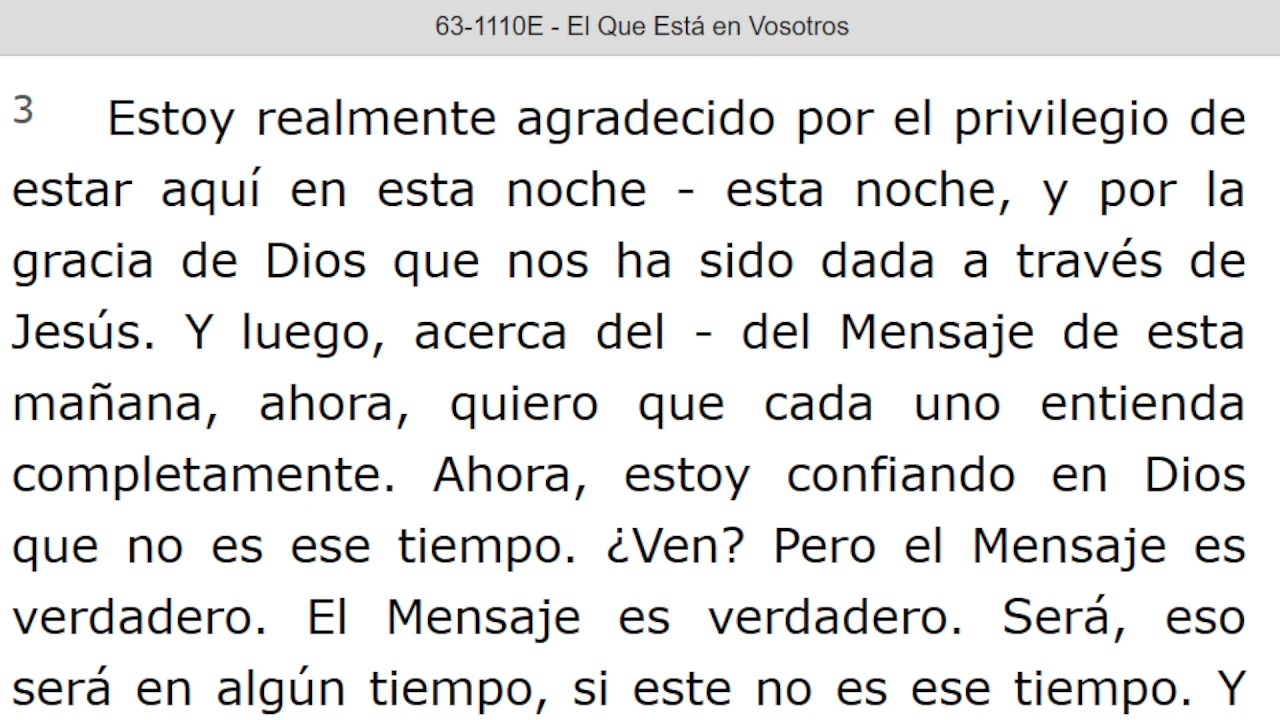 63-1110E - El Que Está en Vosotros
3 Estoy realmente agradecido por el privilegio de
estar aquí en esta noche - esta noche, y por la
gracia de Dios que nos ha sido dada a través de
Jesús. Y luego, acerca del - del Mensaje de esta
mañana, ahora, quiero que cada uno entienda
completamente. Ahora, estoy confiando en Dios
que no es ese tiempo. ¿Ven? Pero el Mensaje es
verdadero. El Mensaje es verdadero. Será, eso
será en algún tiempo, si este no es ese tiempo. Y